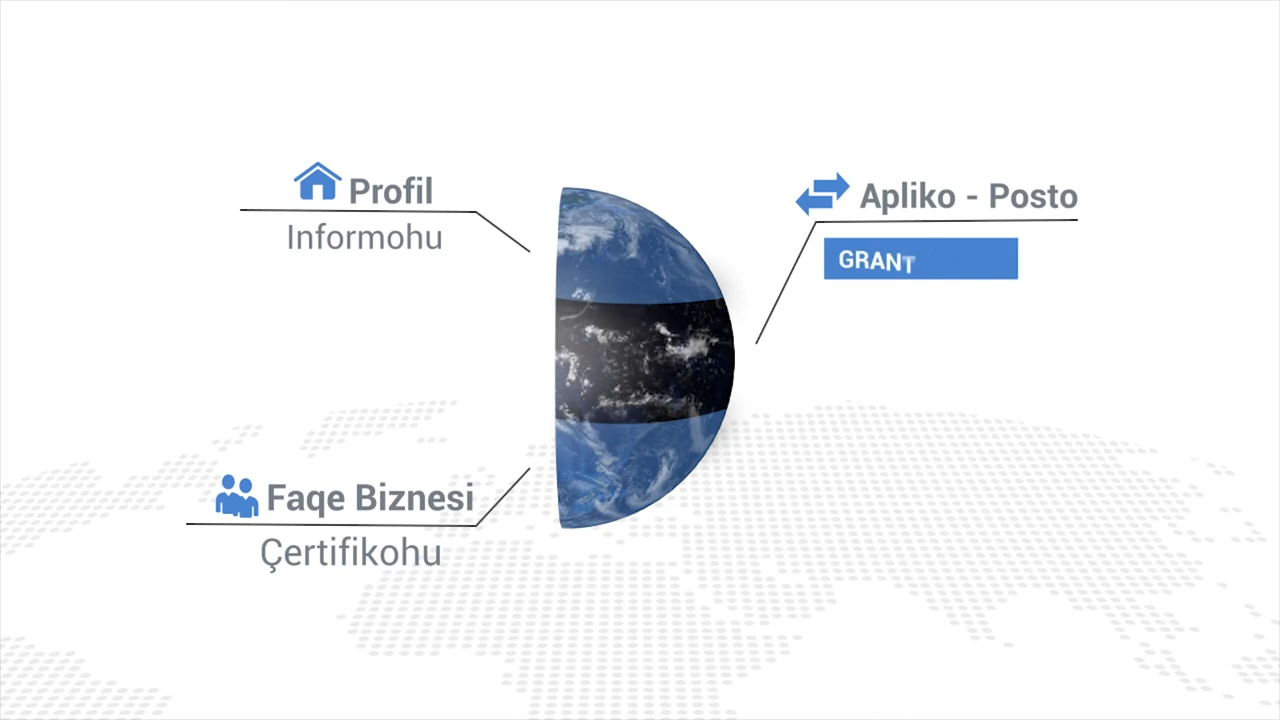 Profil
Informohu
Apliko - Posto
GRANT
Faqe Biznesi
Çertifikohu